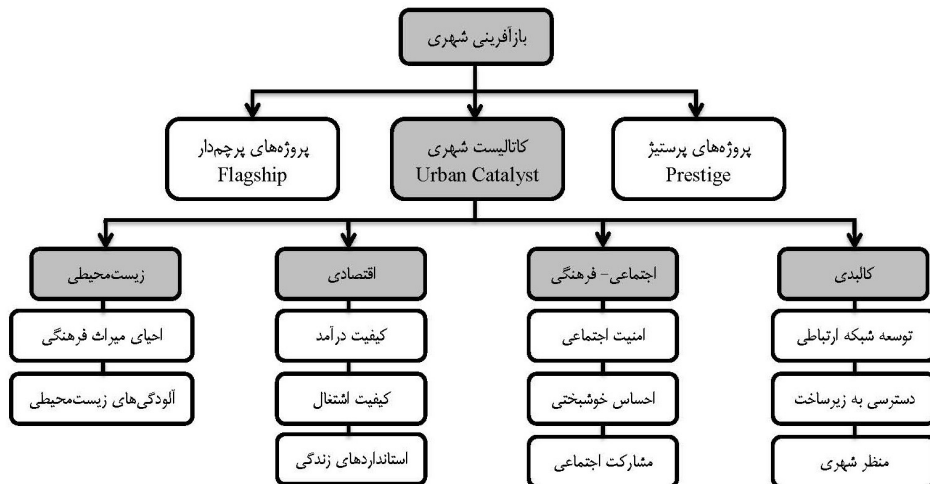 بازآفرینی شهری
پروژه‌های پرستیژ
Prestige
کاتالیست شهری
Urban Catalyst
پروژه‌های پرچم‌دار
Flagship
کالبدی
اجتماعی- فرهنگی
اقتصادی
زیست‌محیطی
توسعه شبکه ارتباطی
امنیت اجتماعی
کیفیت درآمد
احیای میراث فرهنگی
دسترسی به زیرساخت
احساس خوشبختی
کیفیت اشتغال
آلودگی‌های زیست‌محیطی
منظر شهری
مشارکت اجتماعی
استانداردهای زندگی